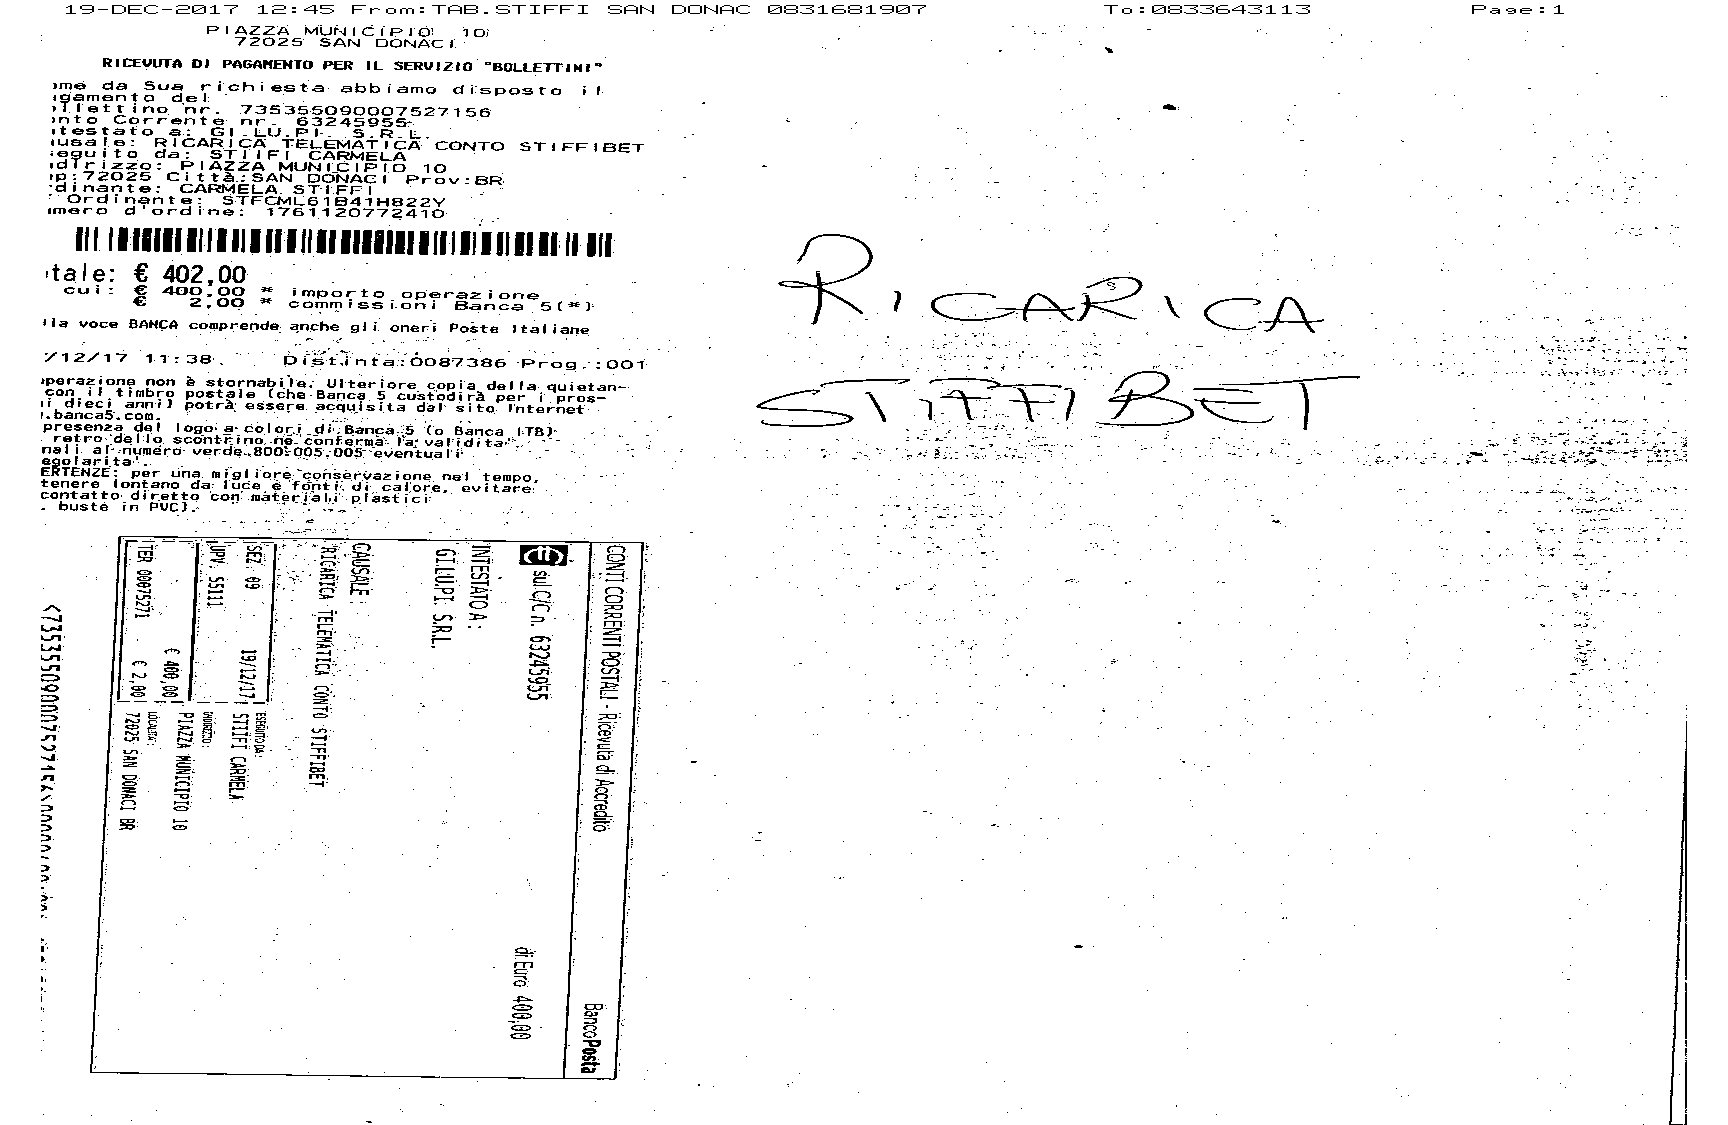 19-DEC-2017 12:45 From:TAB.STIFFI SAN DONAC 0831681907 To:0833643113 Page:1
PIAZZA MUNICIPIO 10
72025 SAN DONACI
RICEVUTA DI PAGAMENTO PER IL SERVIZIO "BOLLETTINI"
ome da Sua richiesta abbiamo disposto il
agamento del
ollettino nr. 735355090007527156
onto Corrente nr. 63245955
ntestato a: GI.LU.PI. S.R.L.
ausale: RICARICA TELEMATICA CONTO STIFFIBET
seguito da: STIIFI CARMELA
ndirizzo: PIAZZA MUNICIPIO 10
ap:72025 Città:SAN DONACI Prov:BR
rdinante: CARMELA STIFFI
Ordinante: STFCML61B41H822Y
umero d'ordine: 1761120772410
tale: € 402,00
cui: € 400,00 * importo operazione
€ 2,00 * commissioni Banca 5(*)
lla voce BANCA comprende anche gli oneri Poste Italiane
/12/17 11:38 Distinta:0087386 Prog.:001
operazione non è stornabile. Ulteriore copia della quietan-
con il timbro postale (che Banca 5 custodirà per i pros-
i dieci anni) potrà essere acquisita dal sito Internet
.banca5.com.
presenza del logo a colori di Banca 5 (o Banca ITB)
retro dello scontrino ne conferma la validita'
nali al numero verde 800.005.005 eventuali
egolarita'.
ERTENZE: per una migliore conservazione nel tempo,
tenere lontano da luce e fonti di calore, evitare
contatto diretto con materiali plastici
. buste in PVC).
RICARICA
STIFFIBET
CONTI CORRENTI POSTALI - Ricevuta di Accredito BancoPosta
sul C/C n. 63245955 di Euro 400,00
INTESTATO A:
GI.LU.PI. S.R.L.
CAUSALE:
RICARICA TELEMATICA CONTO STIFFIBET
SEZ 09 19/12/17
UPV. 55131
€ 400,00
TER 00075271 € 2,00
ESEGUITO DA:
STIIFI CARMELA
INDIRIZZO:
PIAZZA MUNICIPIO 10
LOCALITA':
72025 SAN DONACI BR